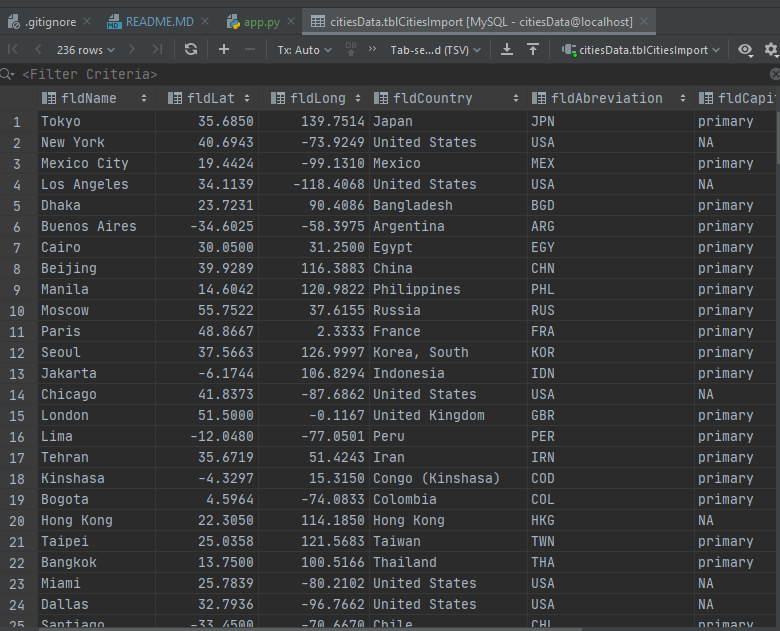 .gitignore README.MD app.py citiesData.tblCitiesImport [MySQL - citiesData@localhost]
236 rows Tx: Auto DB Tab-se...d (TSV) citiesData.tblCitiesImport
<Filter Criteria>
fldName fldLat fldLong fldCountry fldAbreviation fldCapi
1 Tokyo 35.6850 139.7514 Japan JPN primary
2 New York 40.6943 -73.9249 United States USA NA
3 Mexico City 19.4424 -99.1310 Mexico MEX primary
4 Los Angeles 34.1139 -118.4068 United States USA NA
5 Dhaka 23.7231 90.4086 Bangladesh BGD primary
6 Buenos Aires -34.6025 -58.3975 Argentina ARG primary
7 Cairo 30.0500 31.2500 Egypt EGY primary
8 Beijing 39.9289 116.3883 China CHN primary
9 Manila 14.6042 120.9822 Philippines PHL primary
10 Moscow 55.7522 37.6155 Russia RUS primary
11 Paris 48.8667 2.3333 France FRA primary
12 Seoul 37.5663 126.9997 Korea, South KOR primary
13 Jakarta -6.1744 106.8294 Indonesia IDN primary
14 Chicago 41.8373 -87.6862 United States USA NA
15 London 51.5000 -0.1167 United Kingdom GBR primary
16 Lima -12.0480 -77.0501 Peru PER primary
17 Tehran 35.6719 51.4243 Iran IRN primary
18 Kinshasa -4.3297 15.3150 Congo (Kinshasa) COD primary
19 Bogota 4.5964 -74.0833 Colombia COL primary
20 Hong Kong 22.3050 114.1850 Hong Kong HKG NA
21 Taipei 25.0358 121.5683 Taiwan TWN primary
22 Bangkok 13.7500 100.5166 Thailand THA primary
23 Miami 25.7839 -80.2102 United States USA NA
24 Dallas 32.7936 -96.7662 United States USA NA
25 Santiago -33.4500 -70.6670 Chile CHL primary